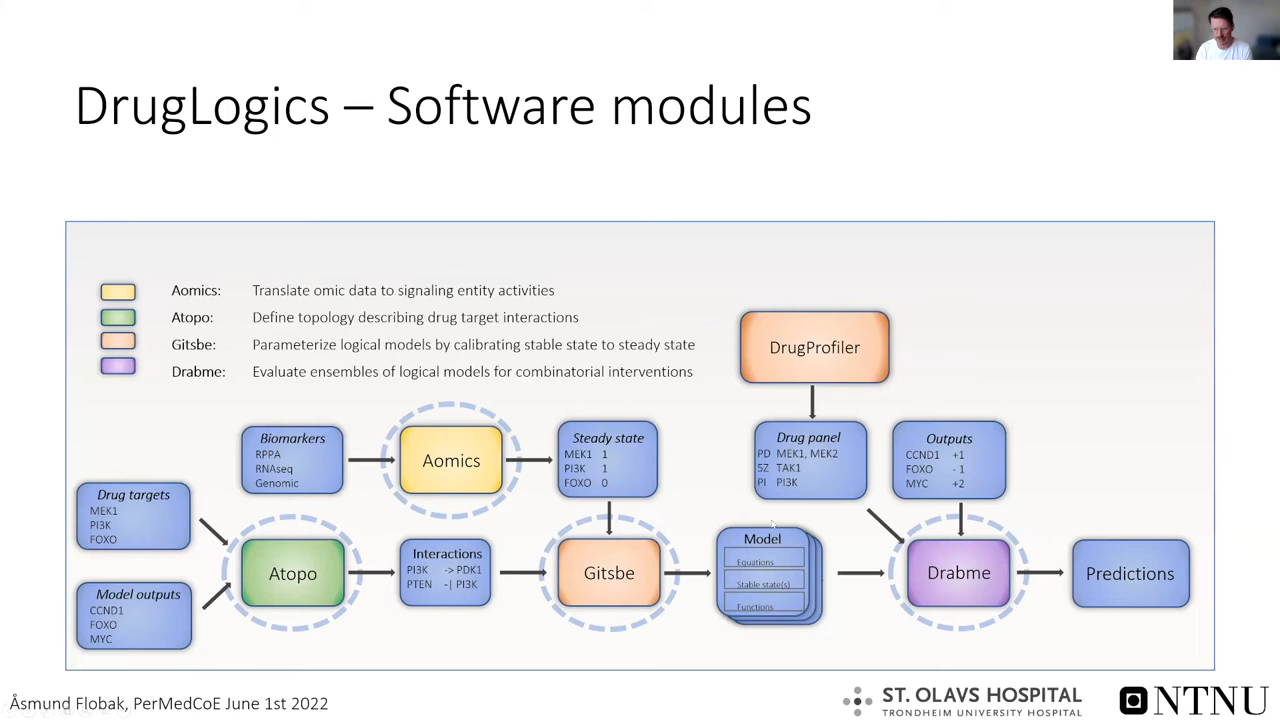 DrugLogics – Software modules
Aomics: Translate omic data to signaling entity activities
Atopo: Define topology describing drug target interactions
Gitsbe: Parameterize logical models by calibrating stable state to steady state
Drabme: Evaluate ensembles of logical models for combinatorial interventions
DrugProfiler
Biomarkers
RPPA
RNAseq
Genomic
Aomics
Steady state
MEK1 1
PI3K 1
FOXO 0
Drug panel
PD MEK1, MEK2
5Z TAK1
PI PI3K
Outputs
CCND1 +1
FOXO - 1
MYC +2
Drug targets
MEK1
PI3K
FOXO
Model outputs
CCND1
FOXO
MYC
Atopo
Interactions
PI3K -> PDK1
PTEN -| PI3K
Gitsbe
Model
Equations
Stable state(s)
Functions
Drabme
Predictions
Åsmund Flobak, PerMedCoE June 1st 2022
ST. OLAVS HOSPITAL
TRONDHEIM UNIVERSITY HOSPITAL
NTNU